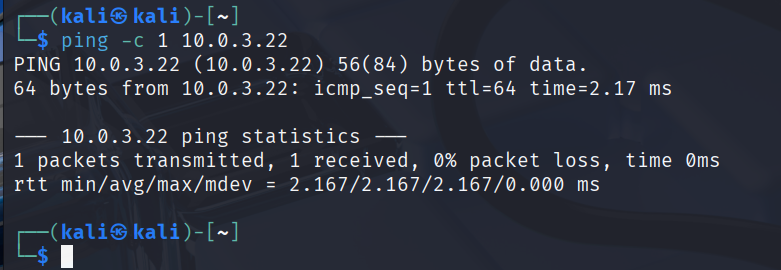 ┌──(kali㉿kali)-[~]
└─$ ping -c 1 10.0.3.22
PING 10.0.3.22 (10.0.3.22) 56(84) bytes of data.
64 bytes from 10.0.3.22: icmp_seq=1 ttl=64 time=2.17 ms
--- 10.0.3.22 ping statistics ---
1 packets transmitted, 1 received, 0% packet loss, time 0ms
rtt min/avg/max/mdev = 2.167/2.167/2.167/0.000 ms
┌──(kali㉿kali)-[~]
└─$